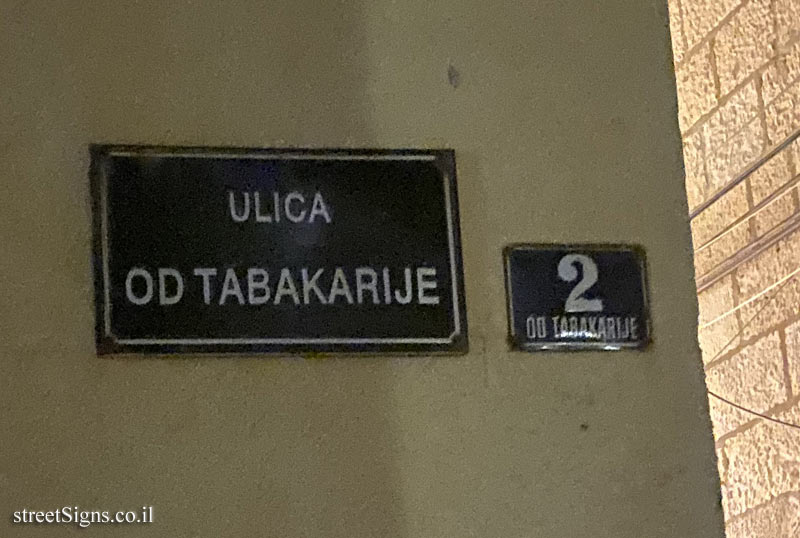 ULICA
OD TABAKARIJE
2
OD TABAKARIJE
streetSigns.co.il